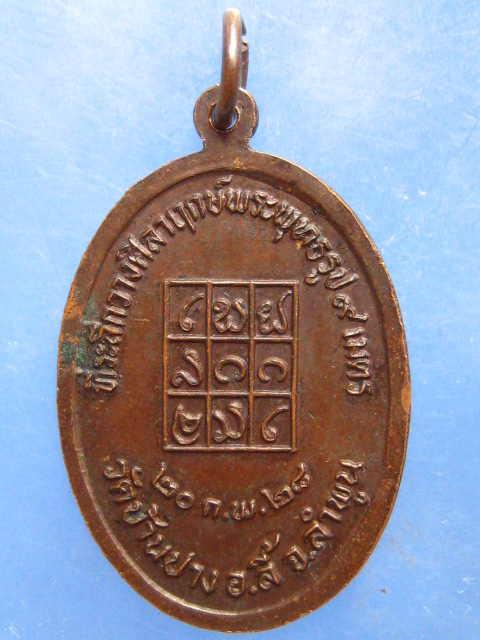 ที่ระลึกวางศิลาฤกษ์พระพุทธรูป ๙ เมตร
๒๐ ก.พ.๒๘
วัดบ้านปาง อ.ลี้ จ.ลำพูน